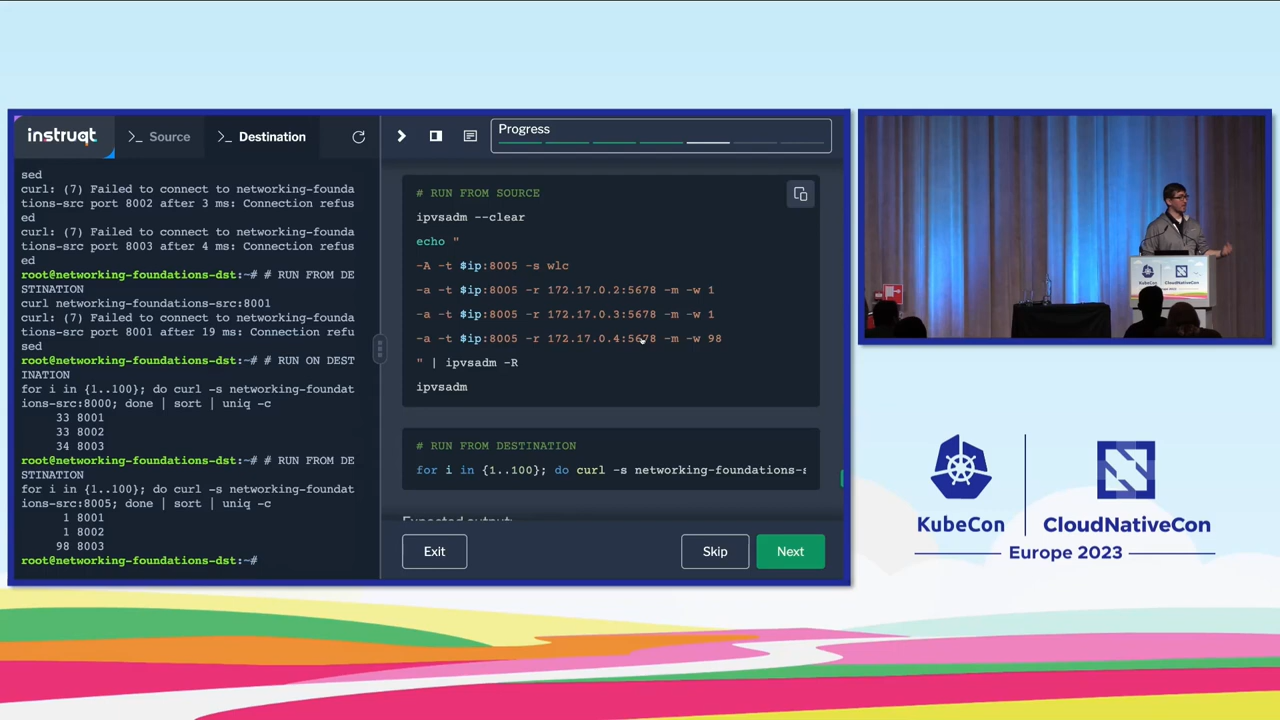 instruqt
>_ Source
>_ Destination
Progress
sed
curl: (7) Failed to connect to networking-founda
tions-src port 8002 after 3 ms: Connection refus
ed
curl: (7) Failed to connect to networking-founda
tions-src port 8003 after 4 ms: Connection refus
ed
root@networking-foundations-dst:~# # RUN FROM DE
STINATION
curl networking-foundations-src:8001
curl: (7) Failed to connect to networking-founda
tions-src port 8001 after 19 ms: Connection refu
sed
root@networking-foundations-dst:~# # RUN ON DEST
INATION
for i in {1..100}; do curl -s networking-foundat
ions-src:8000; done | sort | uniq -c
33 8001
33 8002
34 8003
root@networking-foundations-dst:~# # RUN FROM DE
STINATION
for i in {1..100}; do curl -s networking-foundat
ions-src:8005; done | sort | uniq -c
1 8001
1 8002
98 8003
root@networking-foundations-dst:~#
# RUN FROM SOURCE
ipvsadm --clear
echo "
-A -t $ip:8005 -s wlc
-a -t $ip:8005 -r 172.17.0.2:5678 -m -w 1
-a -t $ip:8005 -r 172.17.0.3:5678 -m -w 1
-a -t $ip:8005 -r 172.17.0.4:5678 -m -w 98
" | ipvsadm -R
ipvsadm
# RUN FROM DESTINATION
for i in {1..100}; do curl -s networking-foundations-s
Expected output:
Exit
Skip
Next
KubeCon
CloudNativeCon
Europe 2023